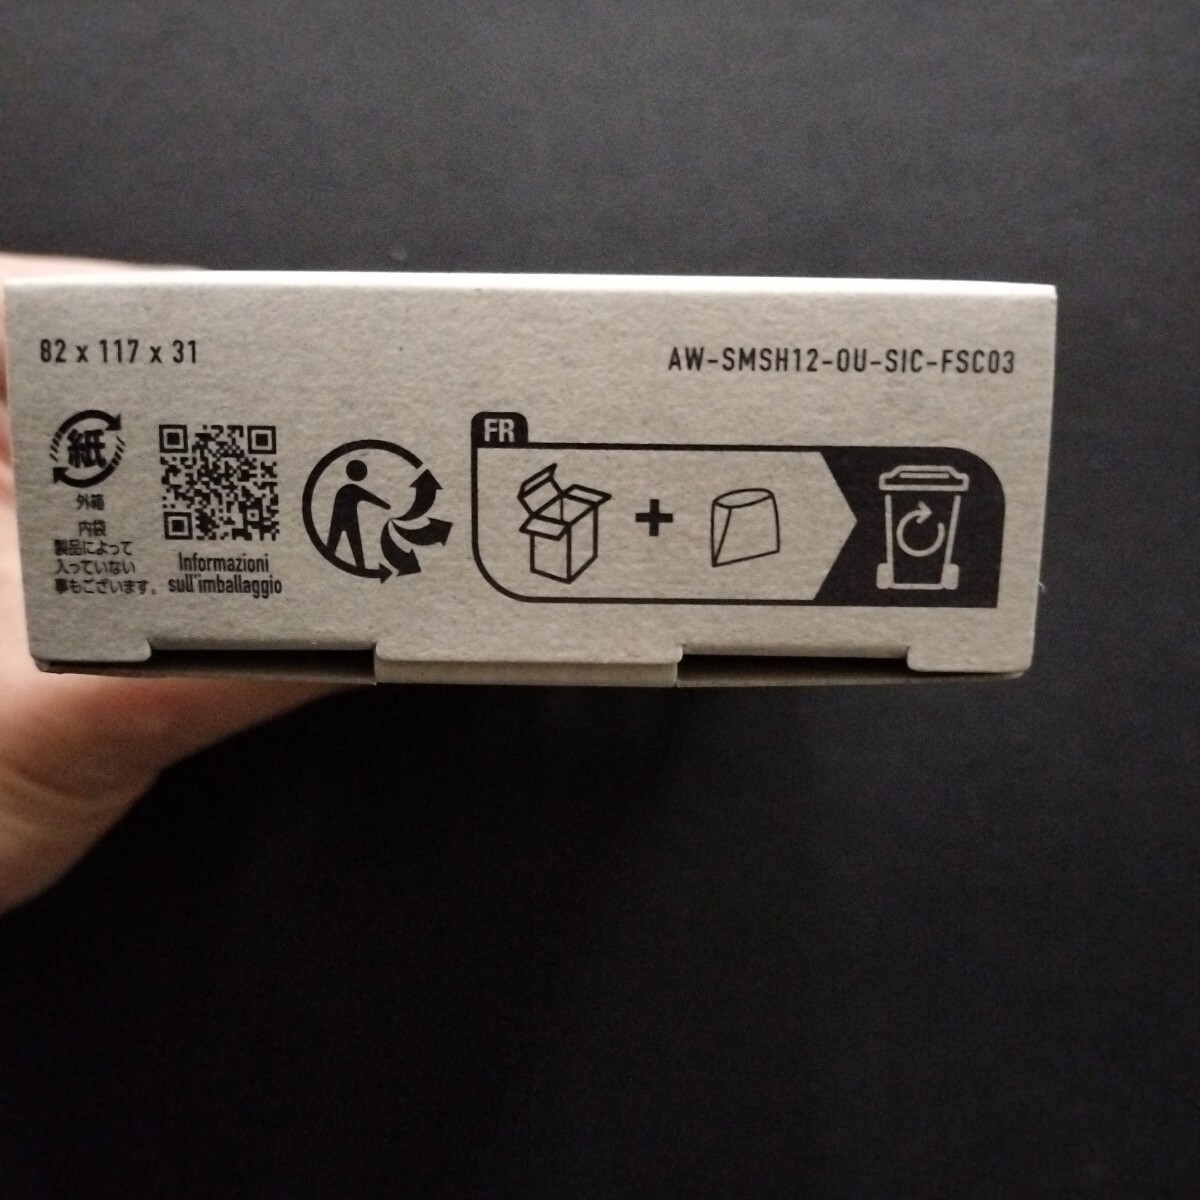 82 x 117 x 31
AW-SMSH12-OU-SIC-FSC03
紙
外箱
内袋
製品によって
入っていない
事もございます。
Informazioni
sull'imballaggio
FR